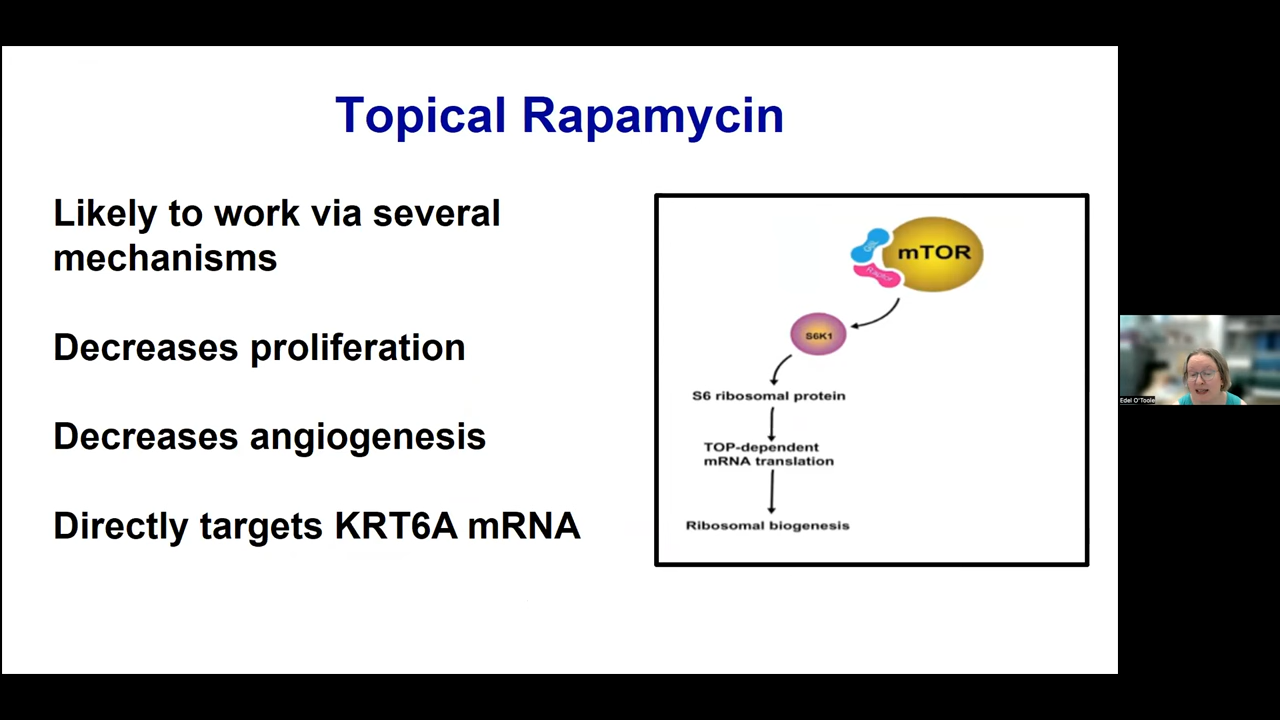 Topical Rapamycin
Likely to work via several
mechanisms
Decreases proliferation
Decreases angiogenesis
Directly targets KRT6A mRNA
mTOR
Raptor
S6K1
S6 ribosomal protein
TOP-dependent
mRNA translation
Ribosomal biogenesis
Edel O'Toole